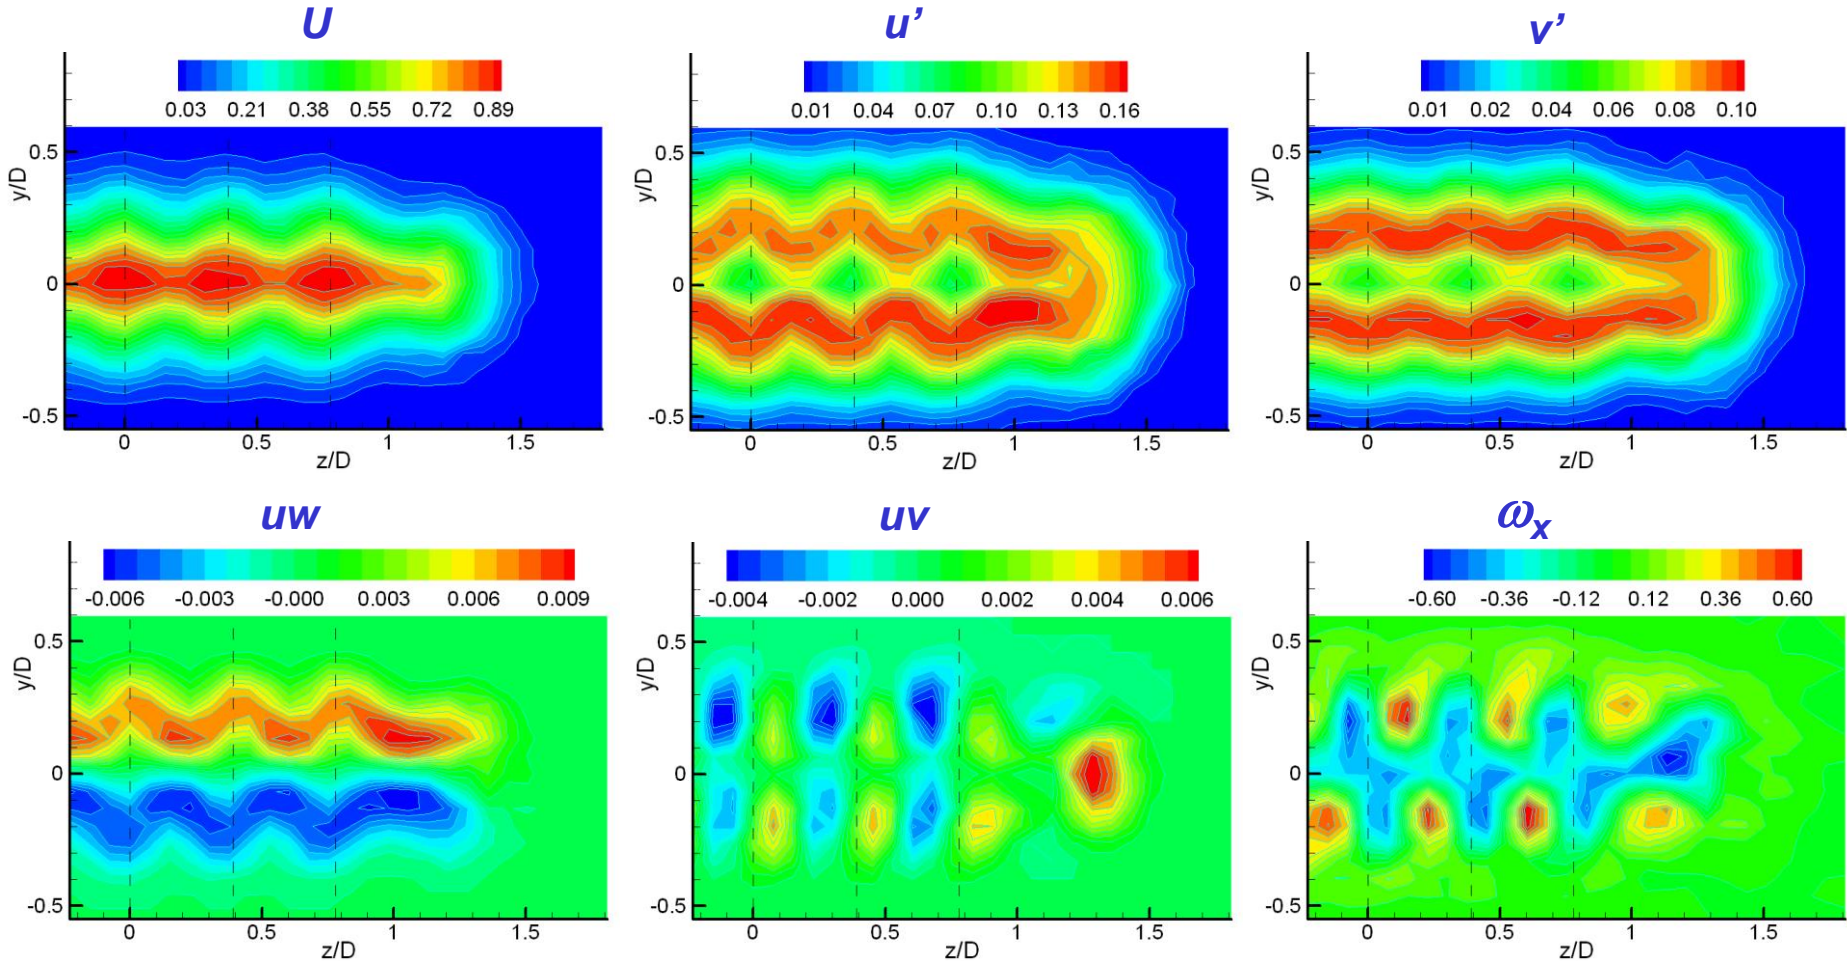 U
0.03 0.21 0.38 0.55 0.72 0.89
y/D
0.5
0
-0.5
0 0.5 1 1.5
z/D
u'
0.01 0.04 0.07 0.10 0.13 0.16
y/D
0.5
0
-0.5
0 0.5 1 1.5
z/D
v'
0.01 0.02 0.04 0.06 0.08 0.10
y/D
0.5
0
-0.5
0 0.5 1 1.5
z/D
uw
-0.006 -0.003 -0.000 0.003 0.006 0.009
y/D
0.5
0
-0.5
0 0.5 1 1.5
z/D
uv
-0.004 -0.002 0.000 0.002 0.004 0.006
y/D
0.5
0
-0.5
0 0.5 1 1.5
z/D
ωx
-0.60 -0.36 -0.12 0.12 0.36 0.60
y/D
0.5
0
-0.5
0 0.5 1 1.5
z/D